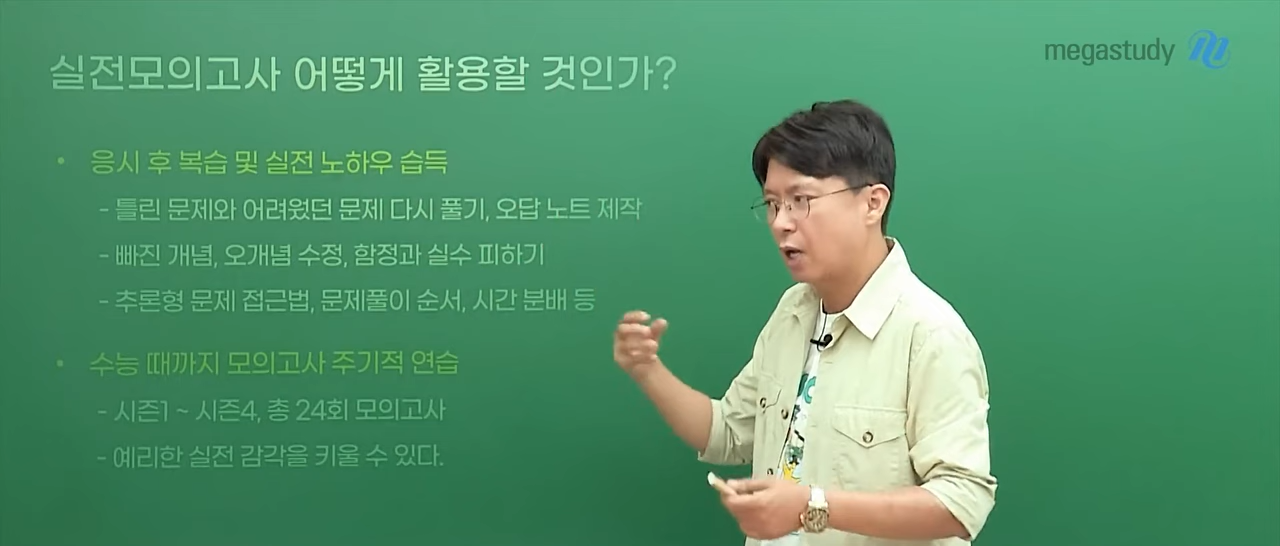 megastudy
실전모의고사 어떻게 활용할 것인가?
• 응시 후 복습 및 실전 노하우 습득
- 틀린 문제와 어려웠던 문제 다시 풀기, 오답 노트 제작
- 빠진 개념, 오개념 수정, 함정과 실수 피하기
- 추론형 문제 접근법, 문제풀이 순서, 시간 분배 등
• 수능 때까지 모의고사 주기적 연습
- 시즌1 ~ 시즌4, 총 24회 모의고사
- 예리한 실전 감각을 키울 수 있다.